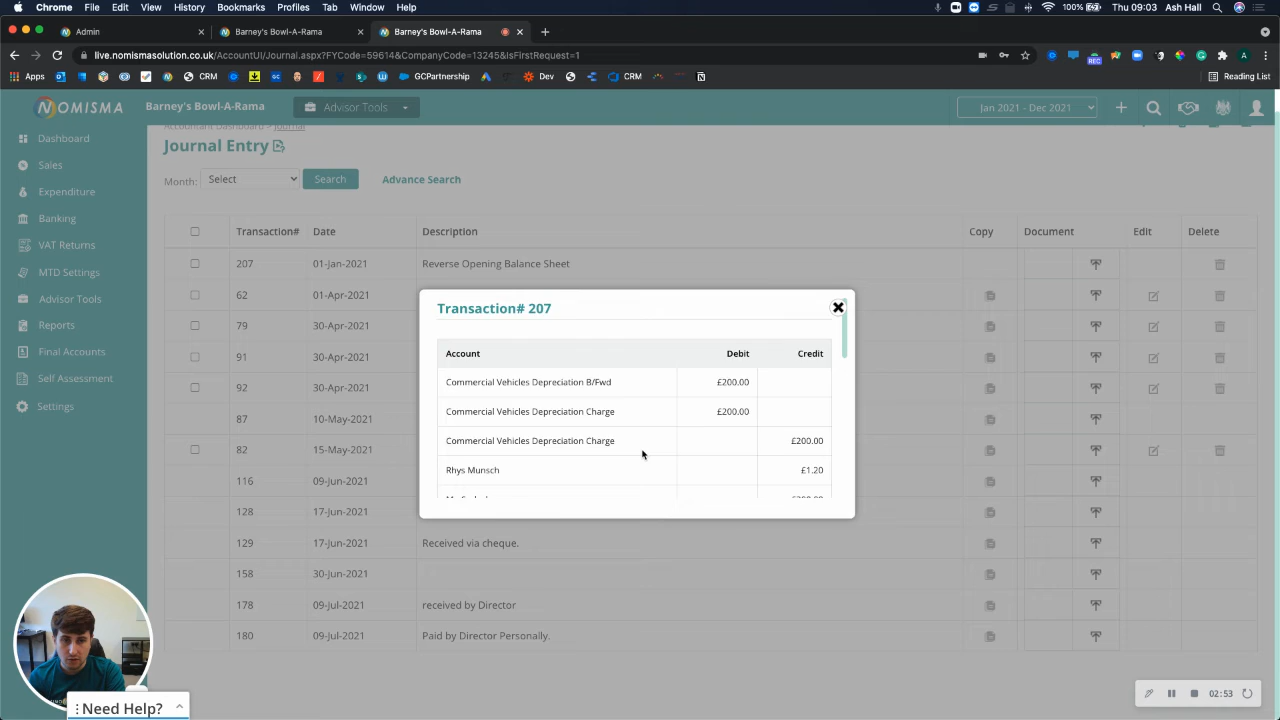 Chrome File Edit View History Bookmarks Profiles Tab Window Help 100% Thu 09:03 Ash Hall
Admin Barney's Bowl-A-Rama Barney's Bowl-A-Rama
live.nomismasolution.co.uk/AccountUI/Journal.aspx?FYCode=59614&CompanyCode=13245&IsFirstRequest=1
Apps CRM GCPartnership Dev CRM Reading List
NOMISMA Barney's Bowl-A-Rama Advisor Tools Jan 2021 - Dec 2021
Dashboard
Sales
Expenditure
Banking
VAT Returns
MTD Settings
Advisor Tools
Reports
Final Accounts
Self Assessment
Settings
Accountant Dashboard > Journal
Journal Entry
Month: Select Search Advance Search
Transaction# Date Description Copy Document Edit Delete
207 01-Jan-2021 Reverse Opening Balance Sheet
62 01-Apr-2021
79 30-Apr-2021
91 30-Apr-2021
92 30-Apr-2021
87 10-May-2021
82 15-May-2021
116 09-Jun-2021
128 17-Jun-2021
129 17-Jun-2021 Received via cheque.
158 30-Jun-2021
178 09-Jul-2021 received by Director
180 09-Jul-2021 Paid by Director Personally.
Transaction# 207
Account Debit Credit
Commercial Vehicles Depreciation B/Fwd £200.00
Commercial Vehicles Depreciation Charge £200.00
Commercial Vehicles Depreciation Charge £200.00
Rhys Munsch £1.20
Need Help?
02:53